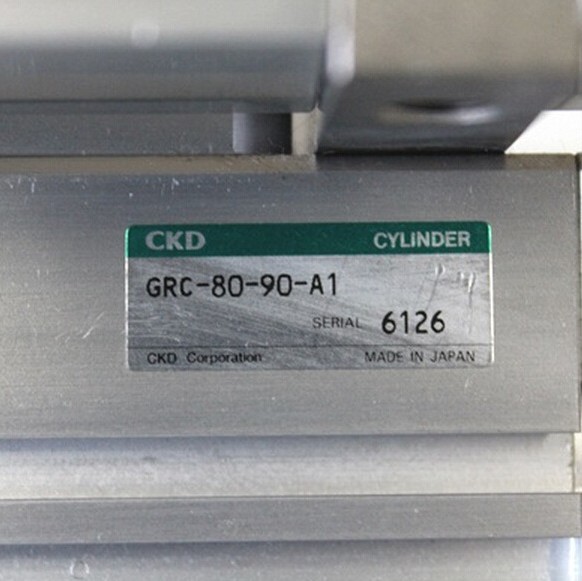 CKD CYLINDER
GRC-80-90-A1
SERIAL 6126
CKD Corporation MADE IN JAPAN